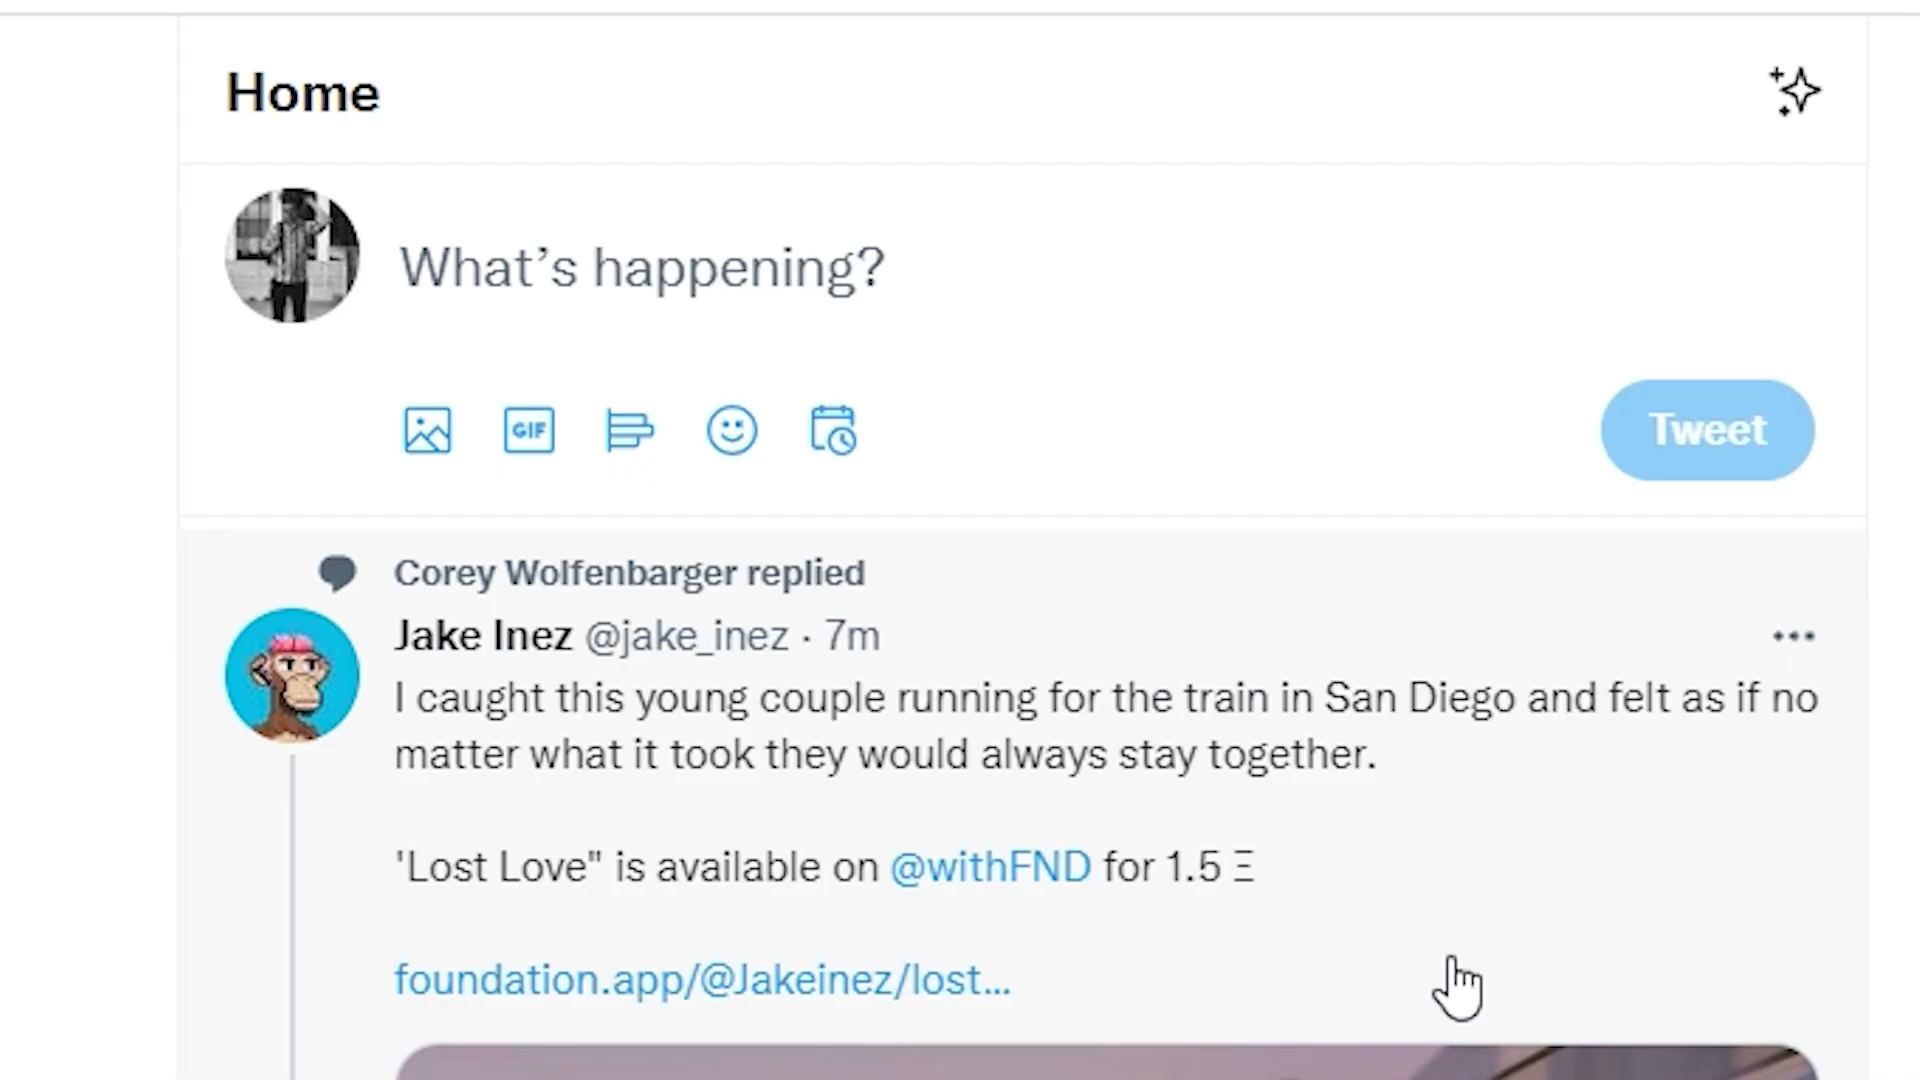 Home
What’s happening?
GIF
Tweet
Corey Wolfenbarger replied
Jake Inez @jake_inez · 7m
I caught this young couple running for the train in San Diego and felt as if no
matter what it took they would always stay together.
'Lost Love" is available on @withFND for 1.5 Ξ
foundation.app/@Jakeinez/lost...